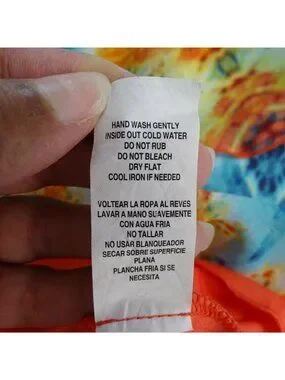 HAND WASH GENTLY
INSIDE OUT COLD WATER
DO NOT RUB
DO NOT BLEACH
DRY FLAT
COOL IRON IF NEEDED
VOLTEAR LA ROPA AL REVES
LAVAR A MANO SUAVEMENTE
CON AGUA FRIA
NO TALLAR
NO USAR BLANQUEADOR
SECAR SOBRE SUPERFICIE
PLANA
PLANCHA FRIA SI SE
NECESITA